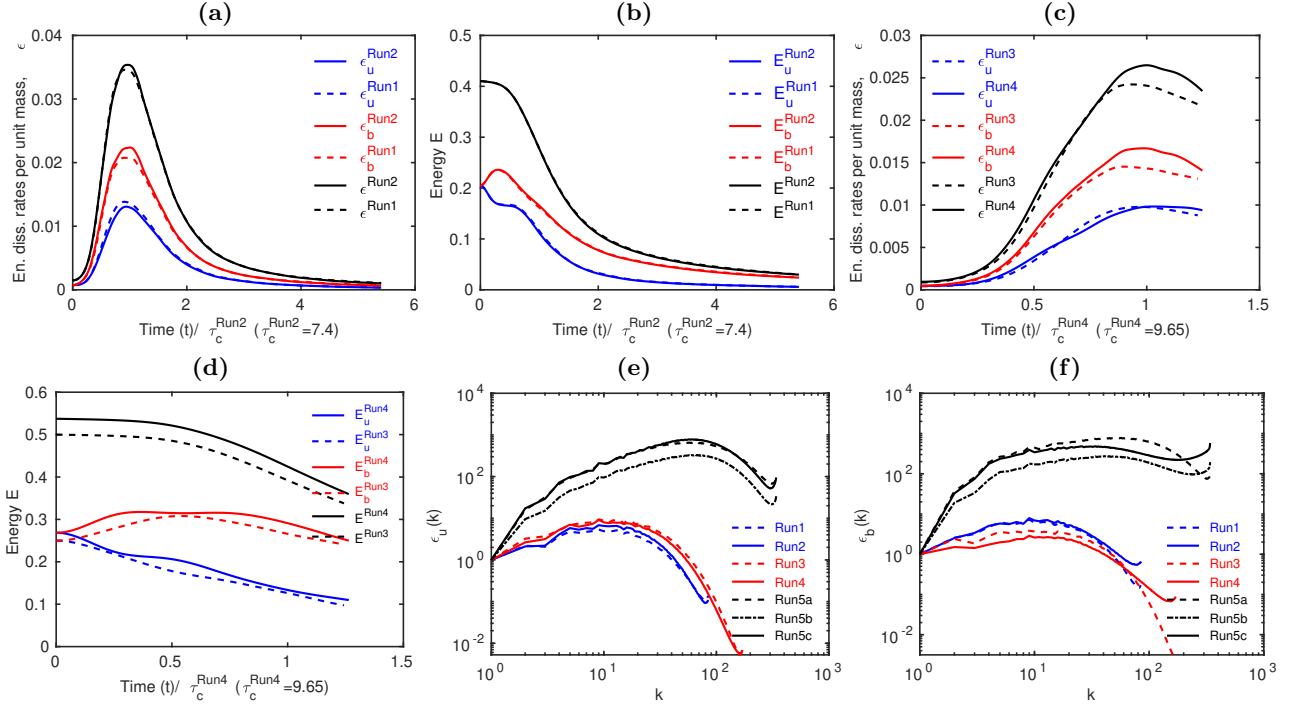 (a)
En. diss. rates per unit mass, ϵ
0.04
0.03
0.02
0.01
0
0 2 4 6
Time (t)/ τ_c^Run2 (τ_c^Run2=7.4)
ϵ_u^Run2
ϵ_u^Run1
ϵ_b^Run2
ϵ_b^Run1
ϵ^Run2
ϵ^Run1
(b)
Energy E
0.5
0.4
0.3
0.2
0.1
0
0 2 4 6
Time (t)/ τ_c^Run2 (τ_c^Run2=7.4)
E_u^Run2
E_u^Run1
E_b^Run2
E_b^Run1
E^Run2
E^Run1
(c)
En. diss. rates per unit mass, ϵ
0.03
0.025
0.02
0.015
0.01
0.005
0
0 0.5 1 1.5
Time (t)/ τ_c^Run4 (τ_c^Run4=9.65)
ϵ_u^Run3
ϵ_u^Run4
ϵ_b^Run3
ϵ_b^Run4
ϵ^Run3
ϵ^Run4
(d)
Energy E
0.6
0.5
0.4
0.3
0.2
0.1
0
0 0.5 1 1.5
Time (t)/ τ_c^Run4 (τ_c^Run4=9.65)
E_u^Run4
E_u^Run3
E_b^Run4
E_b^Run3
E^Run4
E^Run3
(e)
ϵ_u(k)
10^4
10^2
10^0
10^-2
10^0 10^1 10^2 10^3
k
Run1
Run2
Run3
Run4
Run5a
Run5b
Run5c
(f)
ϵ_b(k)
10^4
10^2
10^0
10^-2
10^0 10^1 10^2 10^3
k
Run1
Run2
Run3
Run4
Run5a
Run5b
Run5c